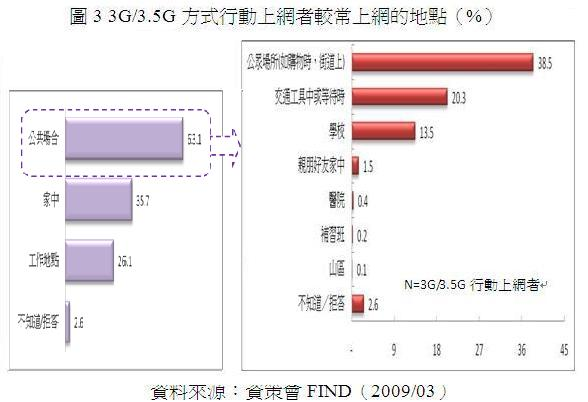 圖 3 3G/3.5G 方式行動上網者較常上網的地點（%）
公共場合 53.1
家中 35.7
工作地點 26.1
不知道/拒答 2.6
公眾場所(如購物時，街道上) 38.5
交通工具中或等待時 20.3
學校 13.5
親朋好友家中 1.5
醫院 0.4
補習班 0.2
山區 0.1
不知道／拒答 2.6
N=3G/3.5G 行動上網者
- 9 18 27 36 45
資料來源：資策會 FIND（2009/03）